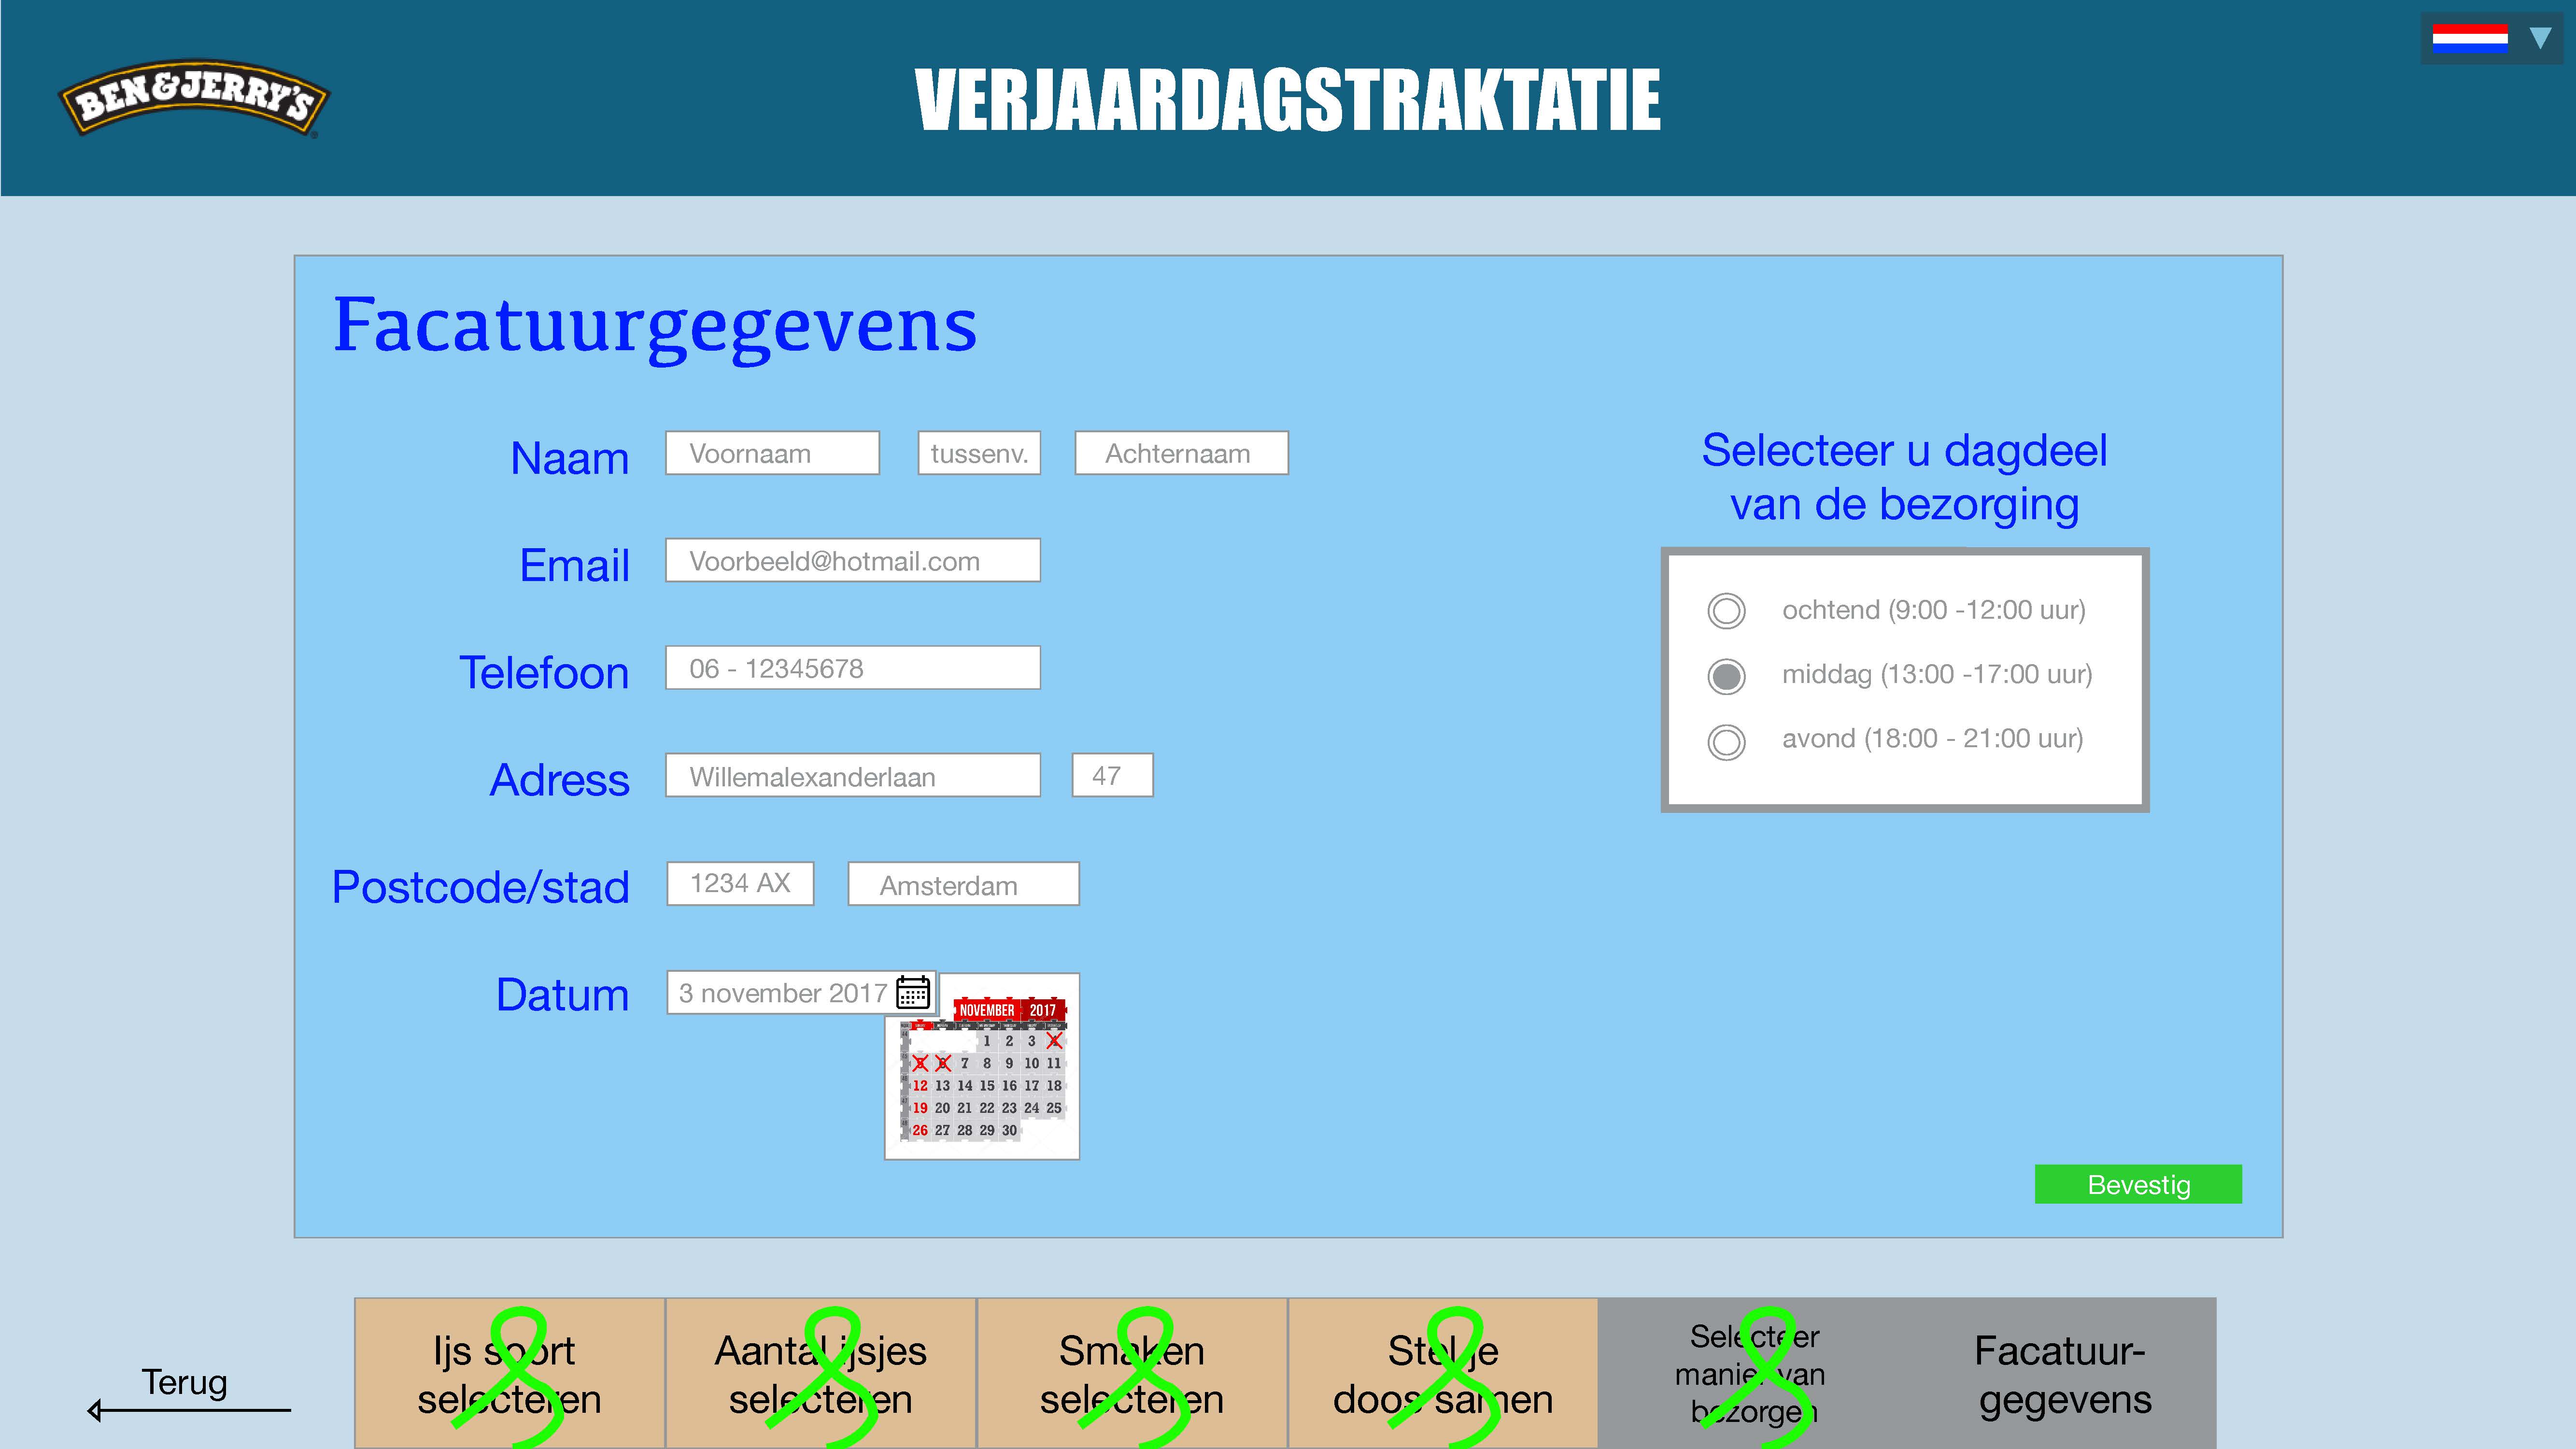 BEN & JERRY'S
VERJAARDAGSTRAKTATIE
Facatuurgegevens
Naam
Voornaam
tussenv.
Achternaam
Email
Voorbeeld@hotmail.com
Telefoon
06 - 12345678
Adress
Willemalexanderlaan
47
Postcode/stad
1234 AX
Amsterdam
Datum
3 november 2017
NOVEMBER 2017
1 2 3 4
5 6 7 8 9 10 11
12 13 14 15 16 17 18
19 20 21 22 23 24 25
26 27 28 29 30
Selecteer u dagdeel
van de bezorging
ochtend (9:00 -12:00 uur)
middag (13:00 -17:00 uur)
avond (18:00 - 21:00 uur)
Bevestig
Terug
Ijs soort
selecteren
Aantal ijsjes
selecteren
Smaken
selecteren
Stel je
doos samen
Selecteer
manier van
bezorgen
Facatuur-
gegevens